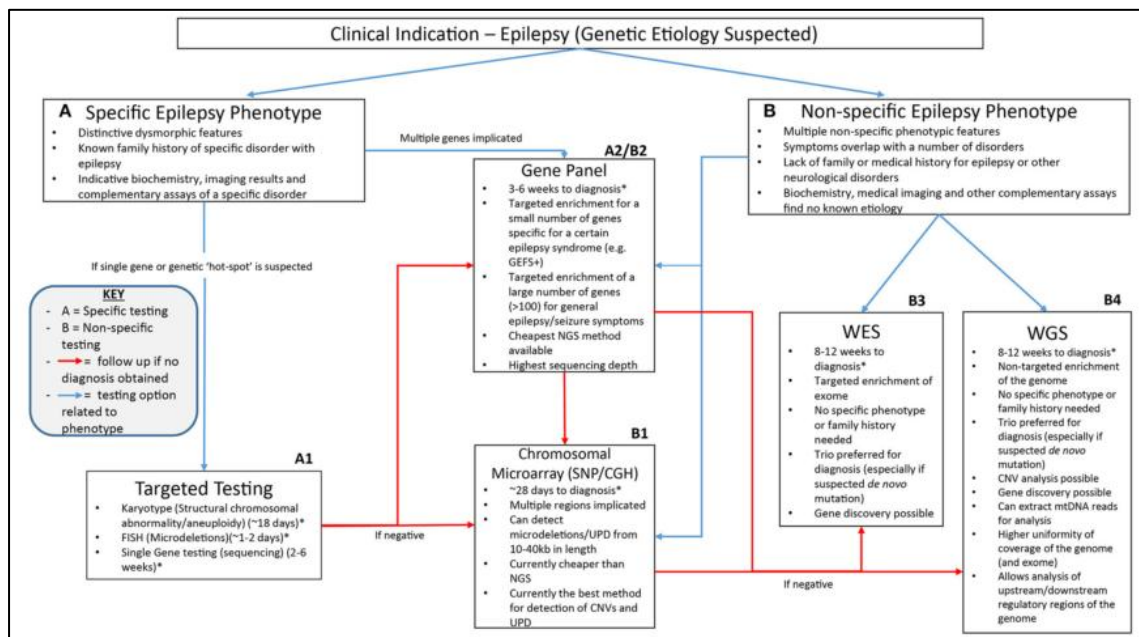 Clinical Indication – Epilepsy (Genetic Etiology Suspected)
A
Specific Epilepsy Phenotype
• Distinctive dysmorphic features
• Known family history of specific disorder with
epilepsy
• Indicative biochemistry, imaging results and
complementary assays of a specific disorder
Multiple genes implicated
B
Non-specific Epilepsy Phenotype
• Multiple non-specific phenotypic features
• Symptoms overlap with a number of disorders
• Lack of family or medical history for epilepsy or other
neurological disorders
• Biochemistry, medical imaging and other complementary assays
find no known etiology
A2/B2
Gene Panel
• 3-6 weeks to diagnosis*
• Targeted enrichment for a
small number of genes
specific for a certain
epilepsy syndrome (e.g.
GEFS+)
• Targeted enrichment of a
large number of genes
(>100) for general
epilepsy/seizure symptoms
• Cheapest NGS method
available
• Highest sequencing depth
If single gene or genetic 'hot-spot' is suspected
KEY
- A = Specific testing
- B = Non-specific
testing
- = follow up if no
diagnosis obtained
- = testing option
related to
phenotype
A1
Targeted Testing
• Karyotype (Structural chromosomal
abnormality/aneuploidy) (~18 days)*
• FISH (Microdeletions)(~1-2 days)*
• Single Gene testing (sequencing) (2-6
weeks)*
If negative
B1
Chromosomal
Microarray (SNP/CGH)
• ~28 days to diagnosis*
• Multiple regions implicated
• Can detect
microdeletions/UPD from
10-40kb in length
• Currently cheaper than
NGS
• Currently the best method
for detection of CNVs and
UPD
If negative
B3
WES
• 8-12 weeks to
diagnosis*
• Targeted enrichment of
exome
• No specific phenotype
or family history
needed
• Trio preferred for
diagnosis (especially if
suspected de novo
mutation)
• Gene discovery possible
B4
WGS
• 8-12 weeks to diagnosis*
• Non-targeted enrichment
of the genome
• No specific phenotype or
family history needed
• Trio preferred for
diagnosis (especially if
suspected de novo
mutation)
• CNV analysis possible
• Gene discovery possible
• Can extract mtDNA reads
for analysis
• Higher uniformity of
coverage of the genome
(and exome)
• Allows analysis of
upstream/downstream
regulatory regions of the
genome